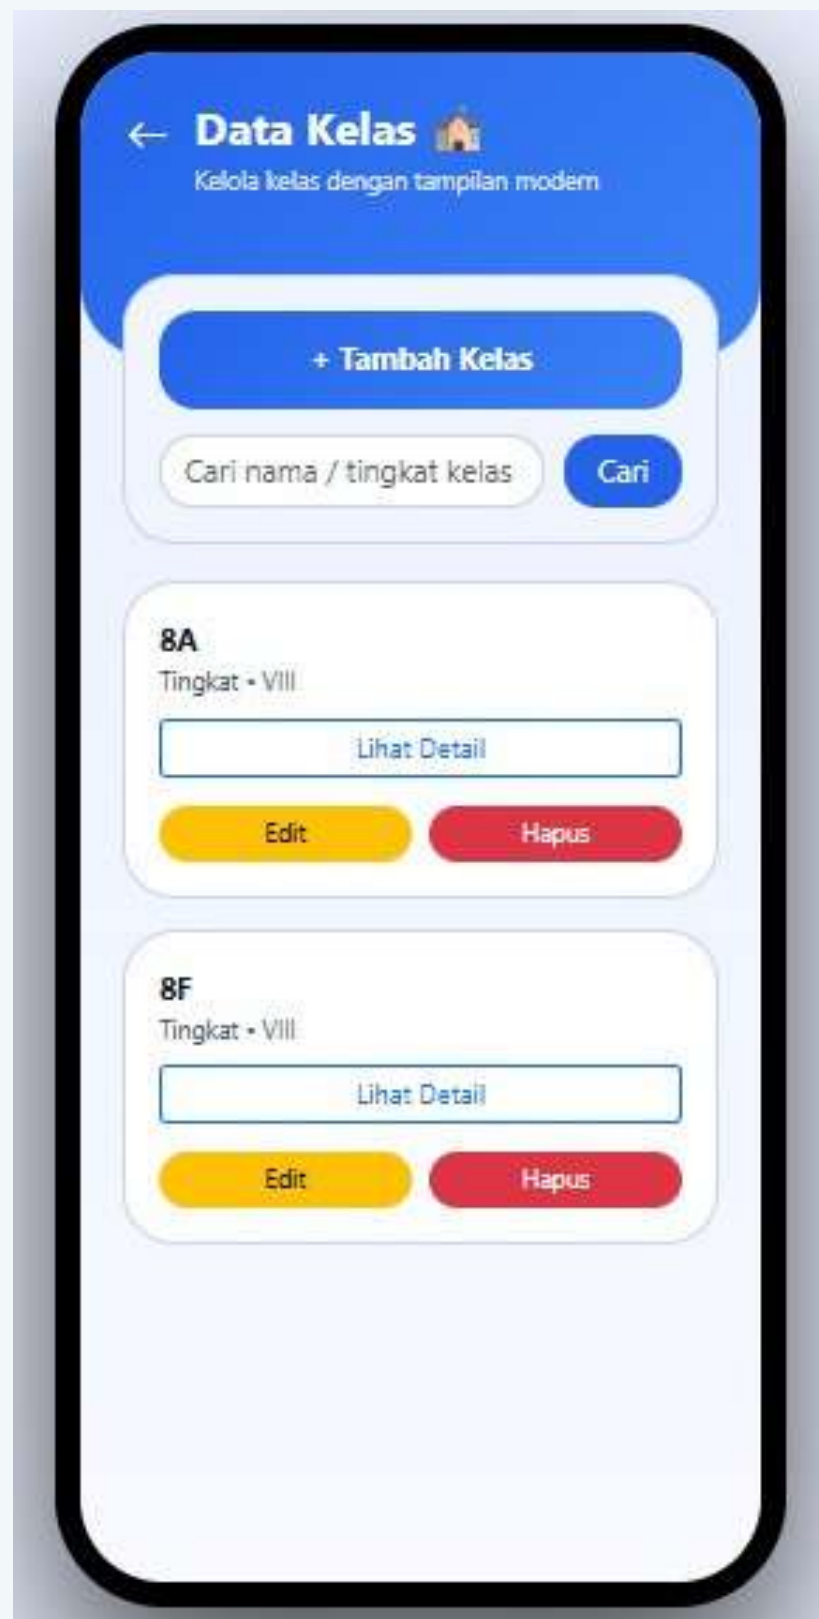 ← Data Kelas
Kelola kelas dengan tampilan modern
+ Tambah Kelas
Cari nama / tingkat kelas Cari
8A
Tingkat • VIII
Lihat Detail
Edit Hapus
8F
Tingkat • VIII
Lihat Detail
Edit Hapus